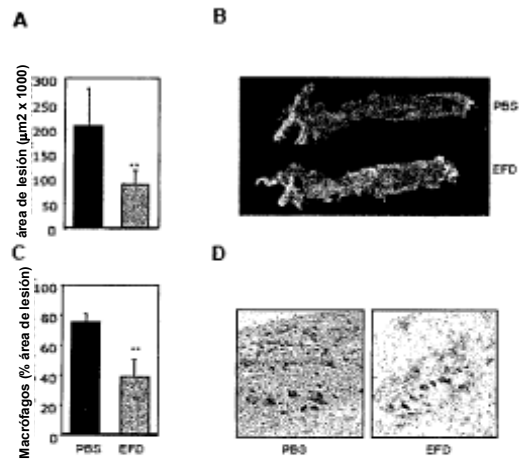 A
área de lesión (µm2 x 1000)
300
250
200
150
100
50
0
**
B
PBS
EFD
C
Macrófagos (% área de lesión)
80
60
40
20
0
**
PBS EFD
D
PBS
EFD